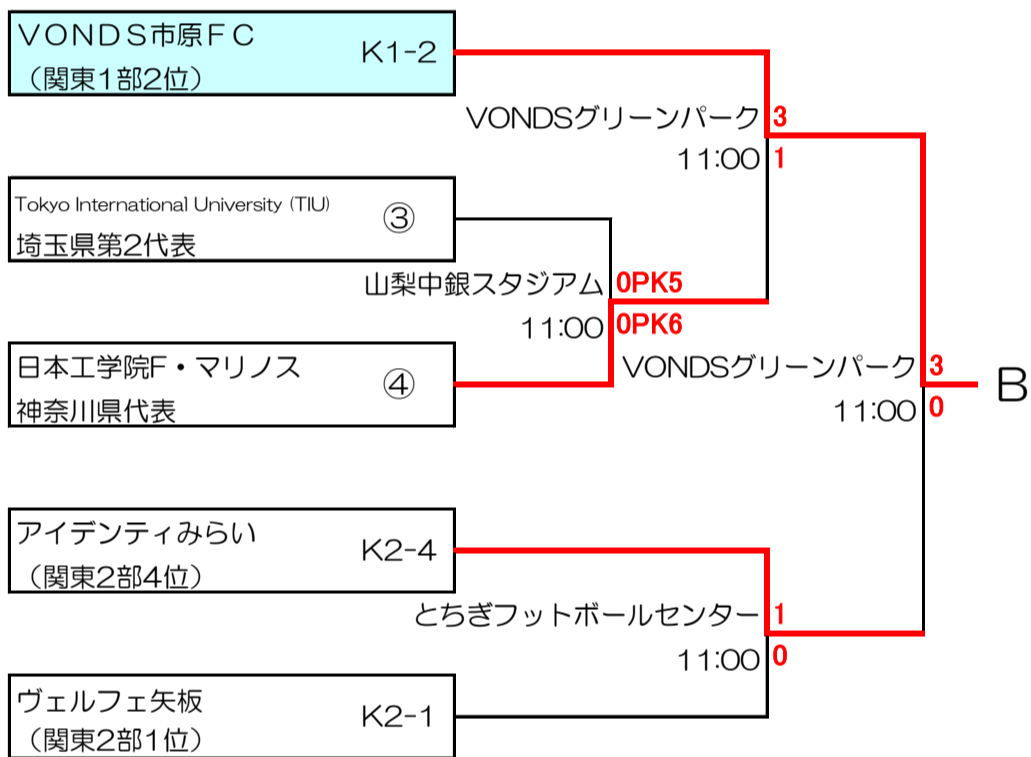 VONDS市原FC
（関東1部2位）
K1-2
VONDSグリーンパーク
3
11:00
1
Tokyo International University (TIU)
埼玉県第2代表
③
山梨中銀スタジアム
0PK5
11:00
0PK6
日本工学院F・マリノス
神奈川県代表
④
VONDSグリーンパーク
3
11:00
0
B
アイデンティみらい
（関東2部4位）
K2-4
とちぎフットボールセンター
1
11:00
0
ヴェルフェ矢板
（関東2部1位）
K2-1